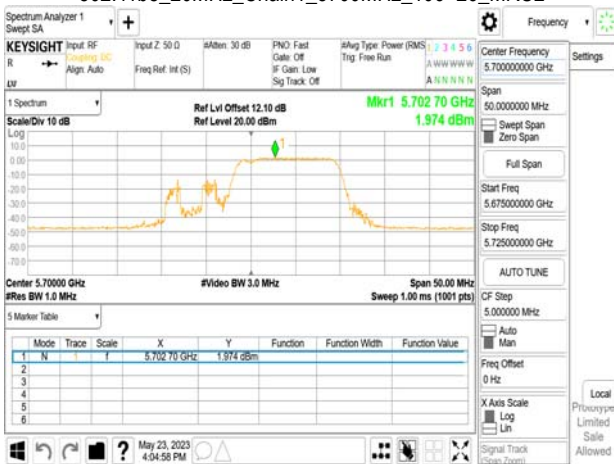 Spectrum Analyzer 1
Swept SA
+
Frequency
KEYSIGHT
R
Input: RF
Coupling: DC
Align: Auto
Input Z: 50 Ω
Freq Ref: Int (S)
#Atten: 30 dB
PNO: Fast
Gate: Off
IF Gain: Low
Sig Track: Off
#Avg Type: Power (RMS
Trig: Free Run
1 2 3 4 5 6
A W W W W W
A N N N N N
LU
Center Frequency
5.700000000 GHz
Settings
Span
50.0000000 MHz
Swept Span
Zero Span
Full Span
Start Freq
5.675000000 GHz
Stop Freq
5.725000000 GHz
AUTO TUNE
CF Step
5.000000 MHz
Auto
Man
Freq Offset
0 Hz
X Axis Scale
Log
Lin
Signal Track
(Span Zoom)
Local
Prototype
Limited
Sale
Allowed
1 Spectrum
Scale/Div 10 dB
Ref Lvl Offset 12.10 dB
Ref Level 20.00 dBm
Mkr1 5.702 70 GHz
1.974 dBm
Log
10.0
0.00
-10.0
-20.0
-30.0
-40.0
-50.0
-60.0
-70.0
1
Center 5.70000 GHz
#Res BW 1.0 MHz
#Video BW 3.0 MHz
Span 50.00 MHz
Sweep 1.00 ms (1001 pts)
5 Marker Table
Mode Trace Scale X Y Function Function Width Function Value
1 N 1 f 5.702 70 GHz 1.974 dBm
2
3
4
5
6
?
May 23, 2023
4:04:58 PM